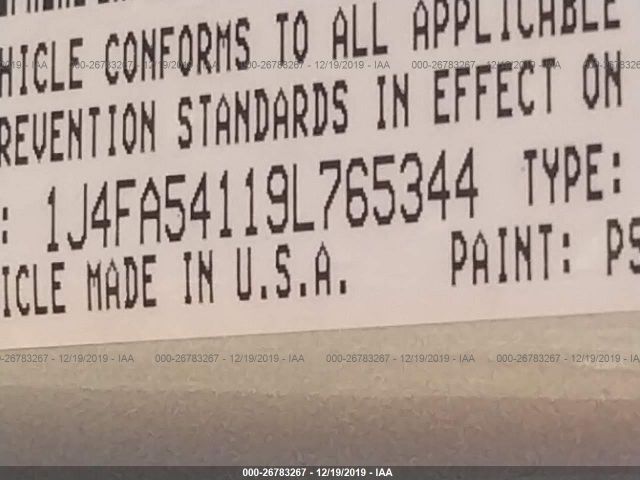 HICLE CONFORMS TO ALL APPLICABLE
REVENTION STANDARDS IN EFFECT ON
: 1J4FA54119L765344 TYPE:
ICLE MADE IN U.S.A. PAINT: PS
000-26783267 - 12/19/2019 - IAA